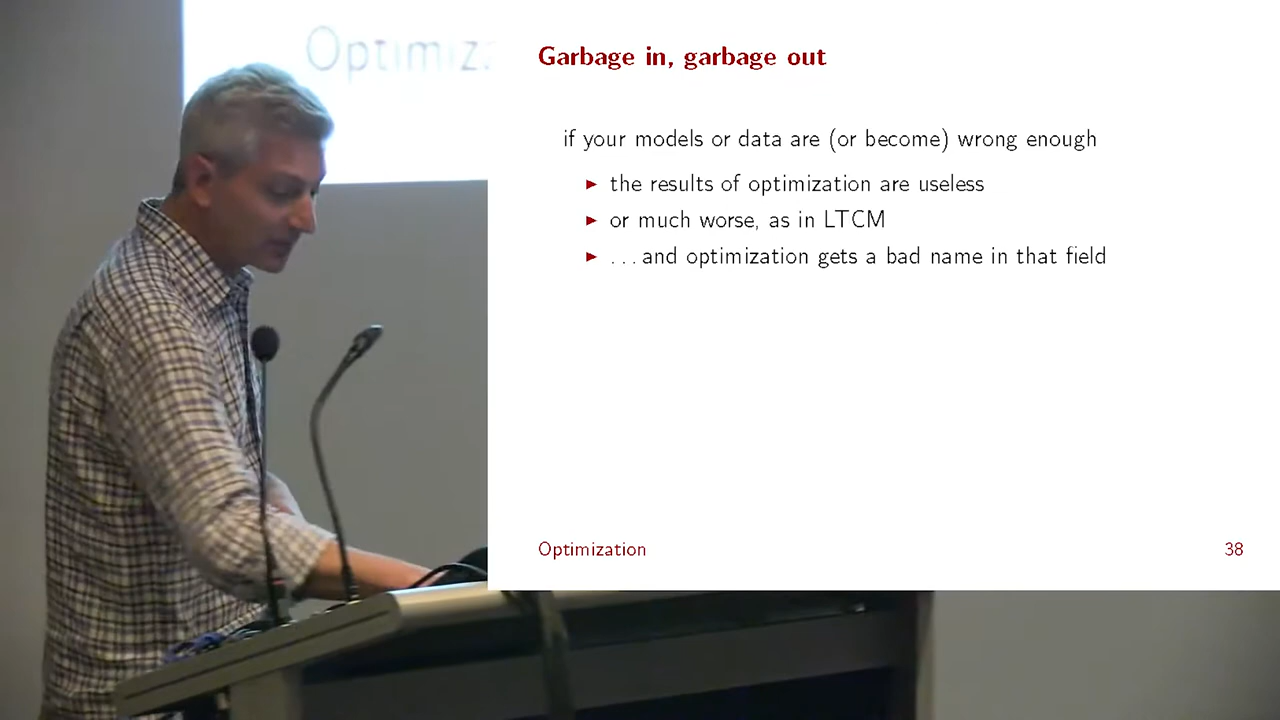 Garbage in, garbage out
if your models or data are (or become) wrong enough
▶ the results of optimization are useless
▶ or much worse, as in LTCM
▶ ...and optimization gets a bad name in that field
Optimization
38